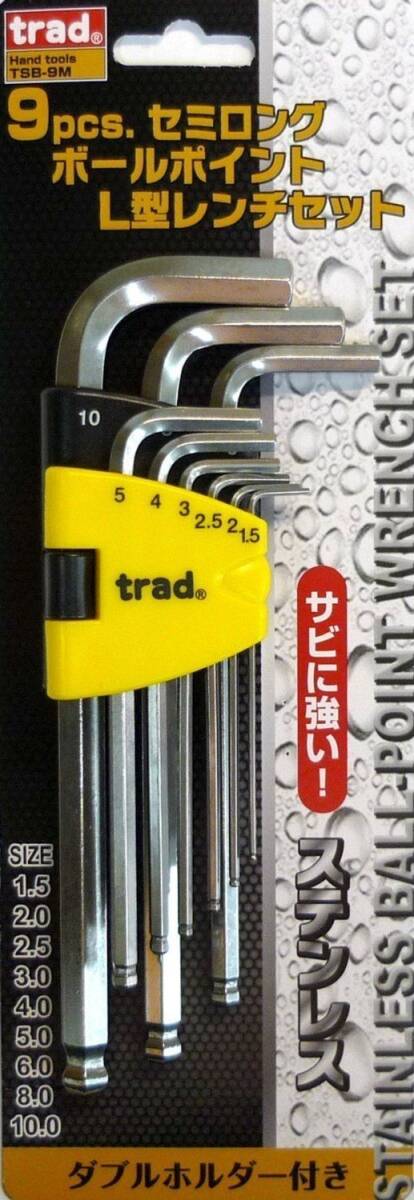 trad®
Hand tools
TSB-9M
9pcs. セミロング
ボールポイント
L型レンチセット
STAINLESS BALL-POINT WRENCH SET
10
5 4 3 2.5 2 1.5
trad®
サビに強い!
ステンレス
SIZE
1.5
2.0
2.5
3.0
4.0
5.0
6.0
8.0
10.0
ダブルホルダー付き